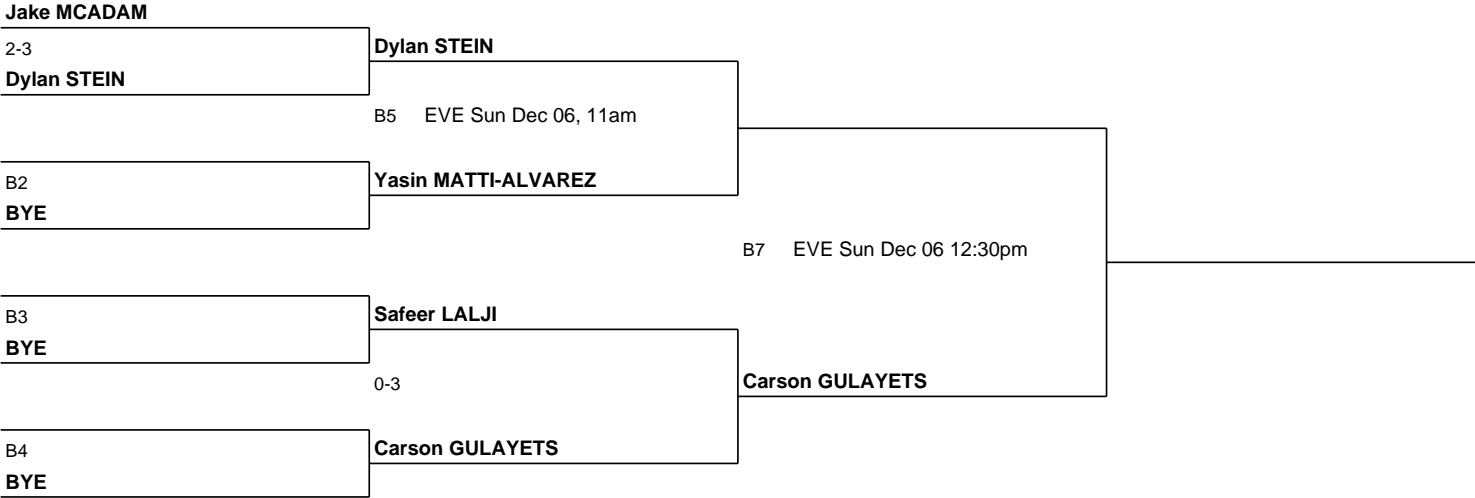 Jake MCADAM
2-3
Dylan STEIN
Dylan STEIN
B5 EVE Sun Dec 06, 11am
B2
Yasin MATTI-ALVAREZ
BYE
B7 EVE Sun Dec 06 12:30pm
B3
Safeer LALJI
BYE
0-3
Carson GULAYETS
B4
Carson GULAYETS
BYE